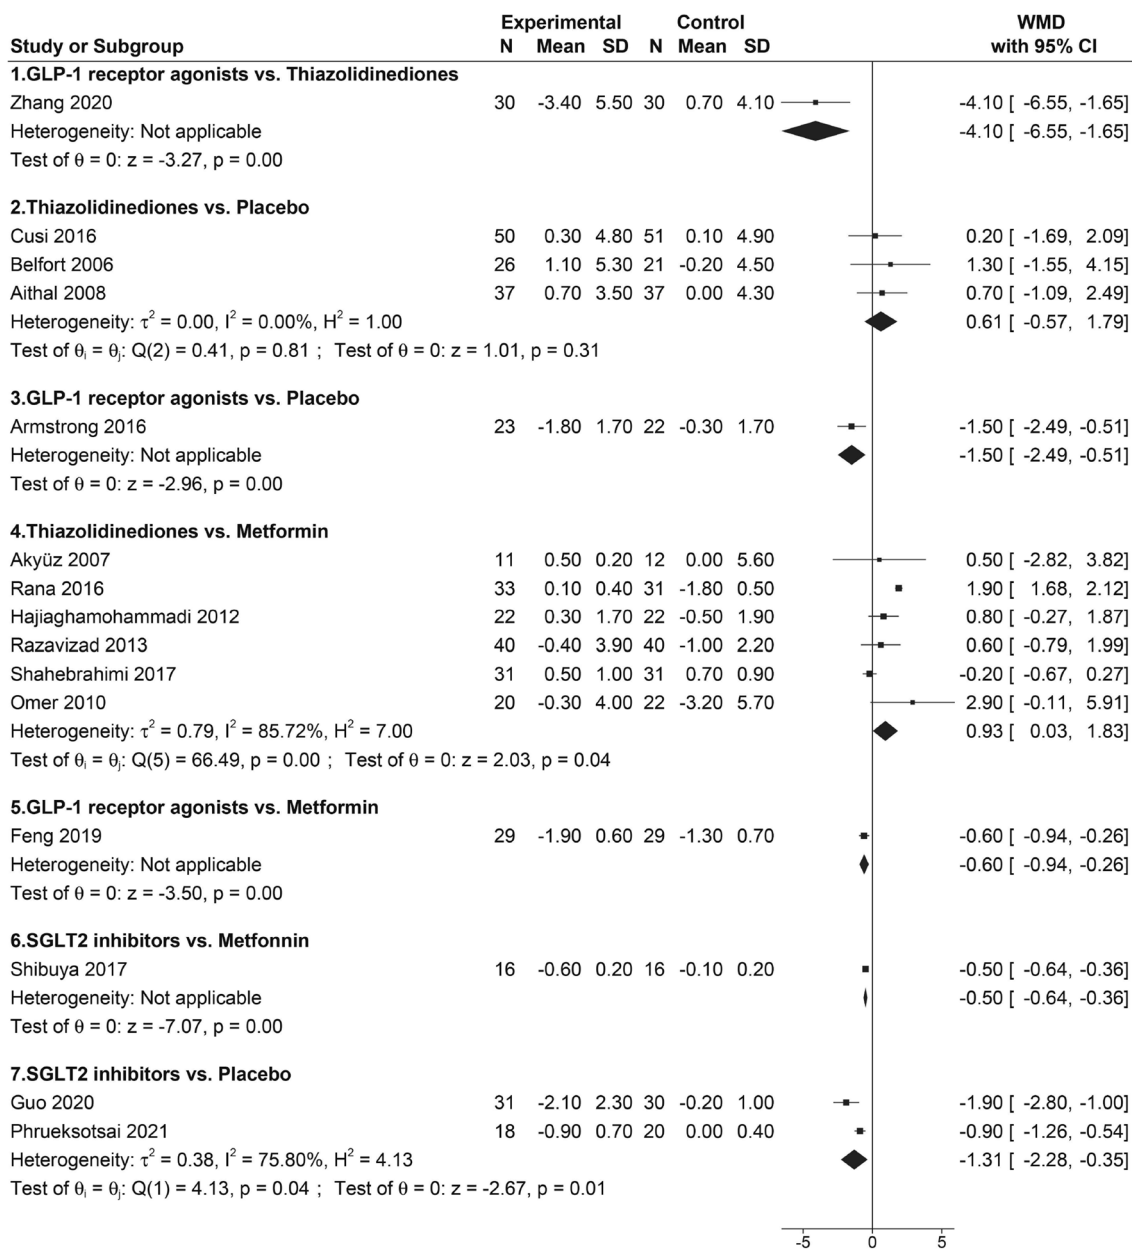 Experimental Control WMD
Study or Subgroup N Mean SD N Mean SD with 95% CI
1.GLP-1 receptor agonists vs. Thiazolidinediones
Zhang 2020 30 -3.40 5.50 30 0.70 4.10 -4.10 [ -6.55, -1.65]
Heterogeneity: Not applicable -4.10 [ -6.55, -1.65]
Test of θ = 0: z = -3.27, p = 0.00
2.Thiazolidinediones vs. Placebo
Cusi 2016 50 0.30 4.80 51 0.10 4.90 0.20 [ -1.69, 2.09]
Belfort 2006 26 1.10 5.30 21 -0.20 4.50 1.30 [ -1.55, 4.15]
Aithal 2008 37 0.70 3.50 37 0.00 4.30 0.70 [ -1.09, 2.49]
Heterogeneity: τ² = 0.00, I² = 0.00%, H² = 1.00 0.61 [ -0.57, 1.79]
Test of θᵢ = θⱼ: Q(2) = 0.41, p = 0.81 ; Test of θ = 0: z = 1.01, p = 0.31
3.GLP-1 receptor agonists vs. Placebo
Armstrong 2016 23 -1.80 1.70 22 -0.30 1.70 -1.50 [ -2.49, -0.51]
Heterogeneity: Not applicable -1.50 [ -2.49, -0.51]
Test of θ = 0: z = -2.96, p = 0.00
4.Thiazolidinediones vs. Metformin
Akyüz 2007 11 0.50 0.20 12 0.00 5.60 0.50 [ -2.82, 3.82]
Rana 2016 33 0.10 0.40 31 -1.80 0.50 1.90 [ 1.68, 2.12]
Hajiaghamohammadi 2012 22 0.30 1.70 22 -0.50 1.90 0.80 [ -0.27, 1.87]
Razavizad 2013 40 -0.40 3.90 40 -1.00 2.20 0.60 [ -0.79, 1.99]
Shahebrahimi 2017 31 0.50 1.00 31 0.70 0.90 -0.20 [ -0.67, 0.27]
Omer 2010 20 -0.30 4.00 22 -3.20 5.70 2.90 [ -0.11, 5.91]
Heterogeneity: τ² = 0.79, I² = 85.72%, H² = 7.00 0.93 [ 0.03, 1.83]
Test of θᵢ = θⱼ: Q(5) = 66.49, p = 0.00 ; Test of θ = 0: z = 2.03, p = 0.04
5.GLP-1 receptor agonists vs. Metformin
Feng 2019 29 -1.90 0.60 29 -1.30 0.70 -0.60 [ -0.94, -0.26]
Heterogeneity: Not applicable -0.60 [ -0.94, -0.26]
Test of θ = 0: z = -3.50, p = 0.00
6.SGLT2 inhibitors vs. Metfonnin
Shibuya 2017 16 -0.60 0.20 16 -0.10 0.20 -0.50 [ -0.64, -0.36]
Heterogeneity: Not applicable -0.50 [ -0.64, -0.36]
Test of θ = 0: z = -7.07, p = 0.00
7.SGLT2 inhibitors vs. Placebo
Guo 2020 31 -2.10 2.30 30 -0.20 1.00 -1.90 [ -2.80, -1.00]
Phrueksotsai 2021 18 -0.90 0.70 20 0.00 0.40 -0.90 [ -1.26, -0.54]
Heterogeneity: τ² = 0.38, I² = 75.80%, H² = 4.13 -1.31 [ -2.28, -0.35]
Test of θᵢ = θⱼ: Q(1) = 4.13, p = 0.04 ; Test of θ = 0: z = -2.67, p = 0.01
-5 0 5